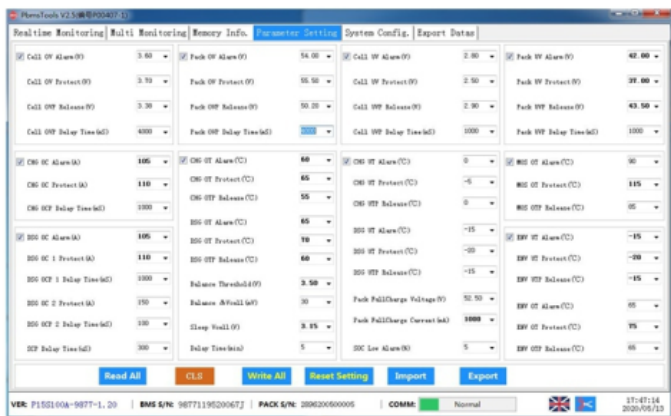 PbmsTools V2.5(编号P00407-1)
Realtime Monitoring Multi Monitoring Memory Info. Parameter Setting System Config. Export Datas
Cell OV Alarm(V) 3.60
Cell OV Protect(V) 3.70
Cell OVP Release(V) 3.38
Cell OVP Delay Time(mS) 4000
Pack OV Alarm(V) 54.00
Pack OV Protect(V) 55.50
Pack OVP Release(V) 50.20
Pack OVP Delay Time(mS)
Cell UV Alarm(V) 2.80
Cell UV Protect(V) 2.50
Cell UVP Release(V) 2.90
Cell UVP Delay Time(mS) 1000
Pack UV Alarm(V) 42.00
Pack UV Protect(V) 37.80
Pack UVP Release(V) 43.50
Pack UVP Delay Time(mS) 1000
CHG OC Alarm(A) 105
CHG OC Protect(A) 110
CHG OCP Delay Time(mS) 1000
DSG OC Alarm(A) 105
DSG OC 1 Protect(A) 110
DSG OCP 1 Delay Time(mS) 1000
DSG OC 2 Protect(A) 150
DSG OCP 2 Delay Time(mS) 100
SCP Delay Time(uS) 300
CHG OT Alarm(℃) 60
CHG OT Protect(℃) 65
CHG OTP Release(℃) 55
DSG OT Alarm(℃) 65
DSG OT Protect(℃) 70
DSG OTP Release(℃) 60
Balance Threshold(V) 3.50
Balance △Vcell(mV) 30
Sleep Vcell(V) 3.15
Delay Time(min) 5
CHG UT Alarm(℃) 0
CHG UT Protect(℃) -5
CHG UTP Release(℃) 0
DSG UT Alarm(℃) -15
DSG UT Protect(℃) -20
DSG UTP Release(℃) -15
Pack FullCharge Voltage(V) 52.50
Pack FullCharge Current(mA) 1000
SOC Low Alarm(%) 5
MOS OT Alarm(℃) 90
MOS OT Protect(℃) 115
MOS OTP Release(℃) 85
ENV UT Alarm(℃) -15
ENV UT Protect(℃) -20
ENV UTP Release(℃) -15
ENV OT Alarm(℃) 65
ENV OT Protect(℃) 75
ENV OTP Release(℃) 65
Read All CLS Write All Reset Setting Import Export
VER: P15S100A-9877-1.20 BMS S/N: 9877119520067J PACK S/N: 2896200500005 COMM: Normal
17:47:14
2020/05/13